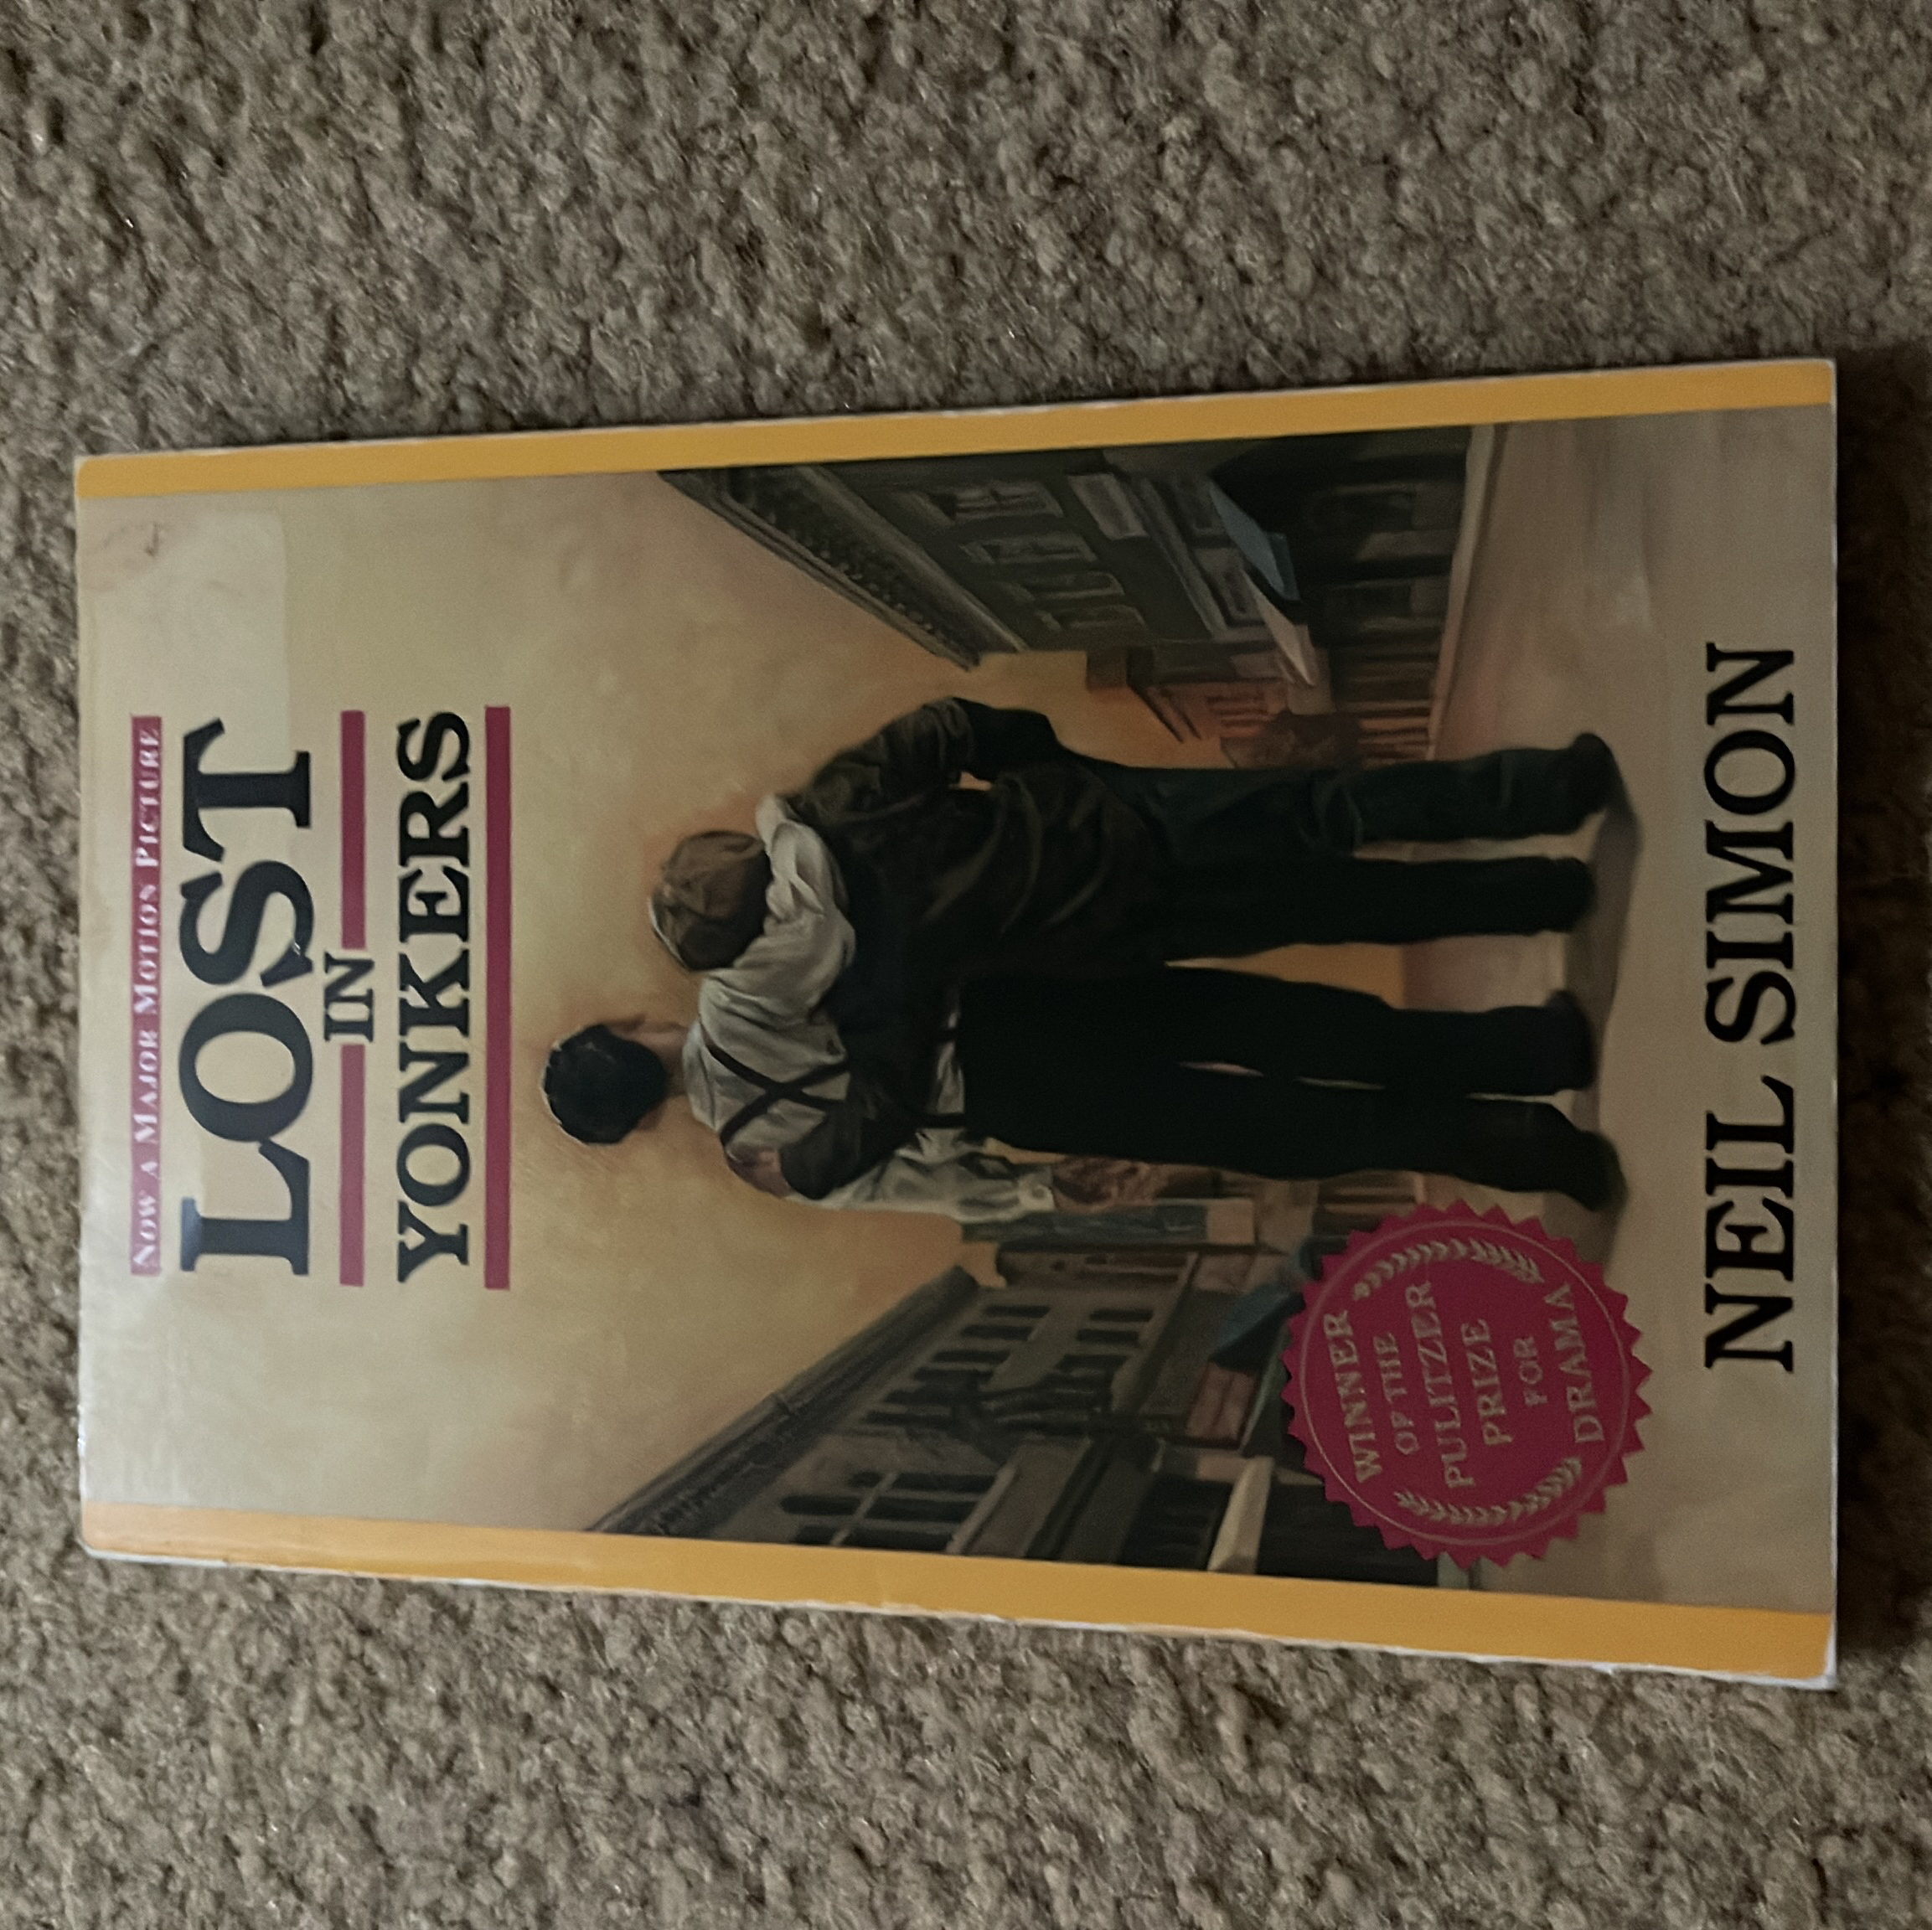 NOW A MAJOR MOTION PICTURE
LOST
IN
YONKERS
WINNER
OF THE
PULITZER
PRIZE
FOR
DRAMA
NEIL SIMON